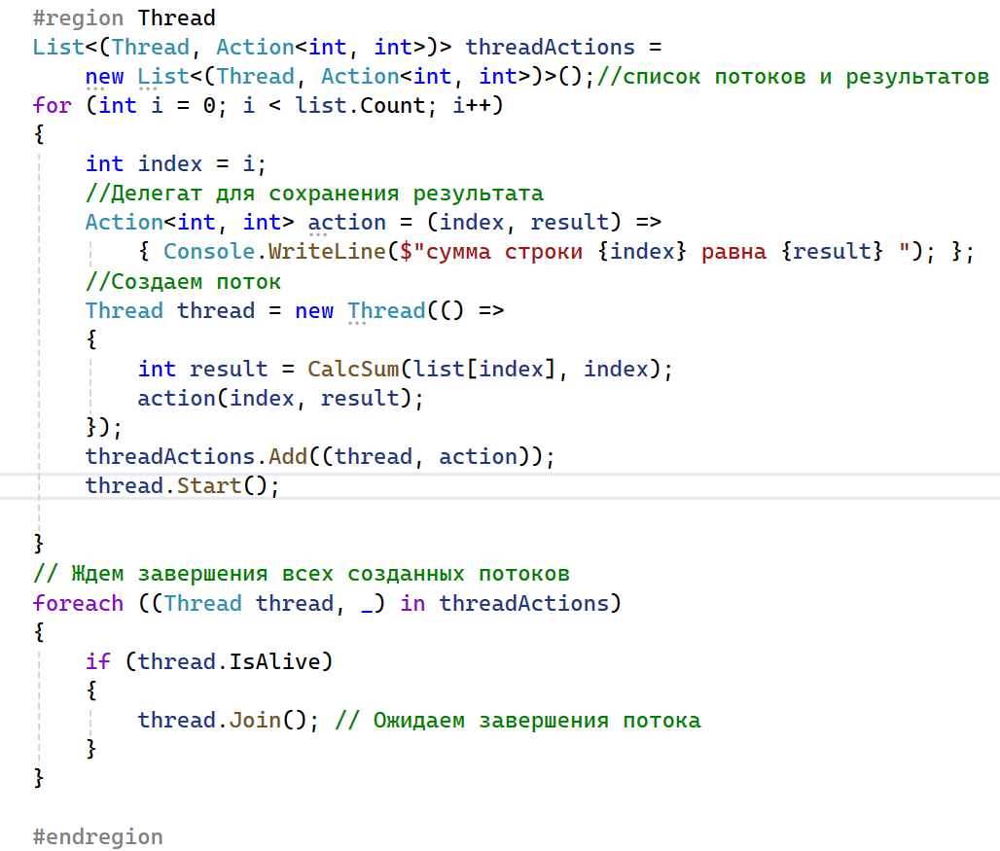 #region Thread
List<(Thread, Action<int, int>)> threadActions =
    new List<(Thread, Action<int, int>)>();//список потоков и результатов
for (int i = 0; i < list.Count; i++)
{
    int index = i;
    //Делегат для сохранения результата
    Action<int, int> action = (index, result) =>
        { Console.WriteLine($"сумма строки {index} равна {result} "); };
    //Создаем поток
    Thread thread = new Thread(() =>
    {
        int result = CalcSum(list[index], index);
        action(index, result);
    });
    threadActions.Add((thread, action));
    thread.Start();
}
// Ждем завершения всех созданных потоков
foreach ((Thread thread, _) in threadActions)
{
    if (thread.IsAlive)
    {
        thread.Join(); // Ожидаем завершения потока
    }
}
#endregion